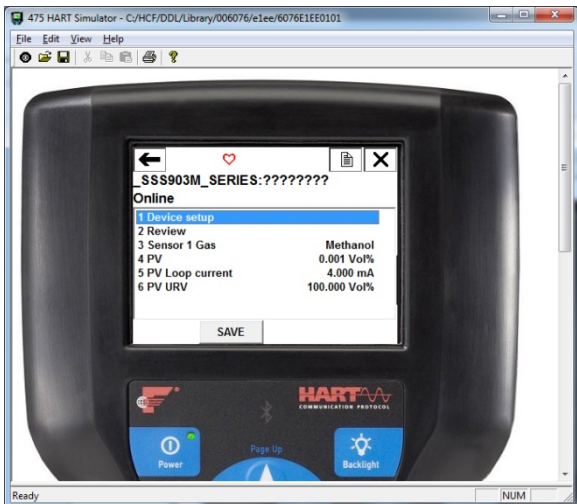 475 HART Simulator - C:/HCF/DDL/Library/006076/e1ee/6076E1EE0101
File Edit View Help
_SSS903M_SERIES:????????
Online
1 Device setup
2 Review
3 Sensor 1 Gas Methanol
4 PV 0.001 Vol%
5 PV Loop current 4.000 mA
6 PV URV 100.000 Vol%
SAVE
HART
COMMUNICATION PROTOCOL
Power
Page Up
Backlight
Ready NUM